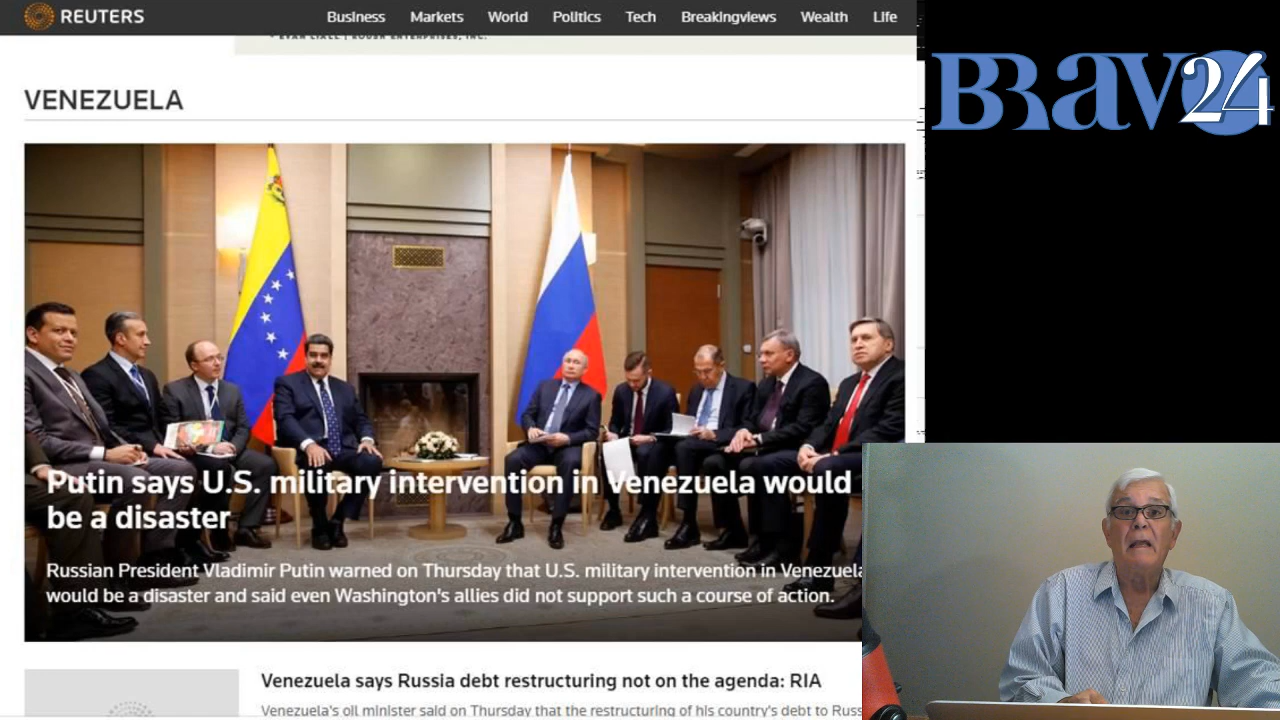 REUTERS
Business Markets World Politics Tech Breakingviews Wealth Life
BRavo24
VENEZUELA
Putin says U.S. military intervention in Venezuela would
be a disaster
Russian President Vladimir Putin warned on Thursday that U.S. military intervention in Venezuela
would be a disaster and said even Washington's allies did not support such a course of action.
Venezuela says Russia debt restructuring not on the agenda: RIA
Venezuela's oil minister said on Thursday that the restructuring of his country's debt to